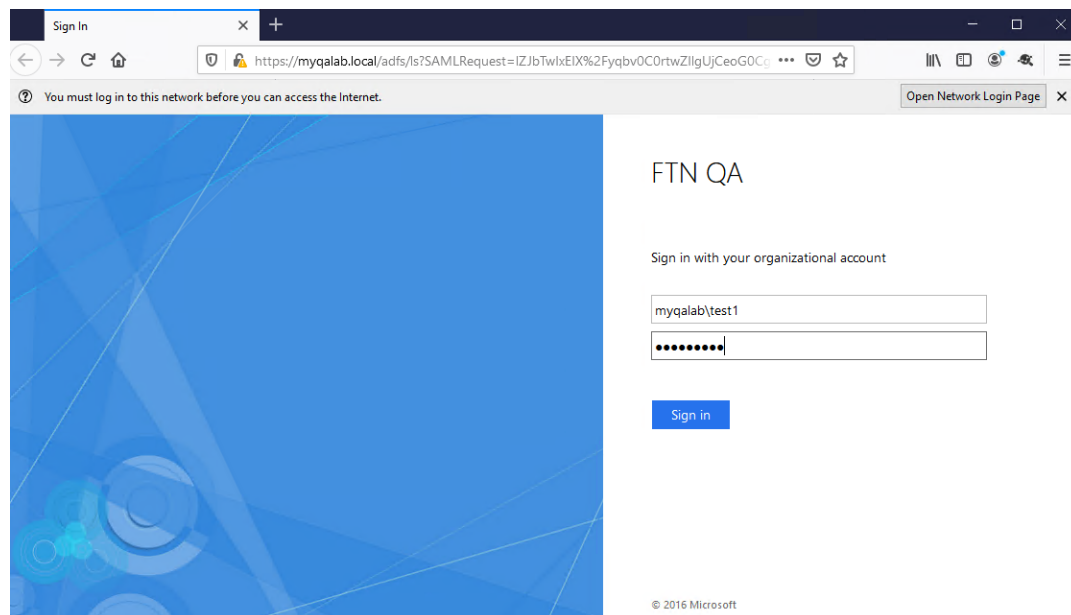 Sign In
https://myqalab.local/adfs/ls?SAMLRequest=
You must log in to this network before you can access the Internet.
Open Network Login Page
FTN QA
Sign in with your organizational account
myqalab\test1
•••••••••
Sign in
© 2016 Microsoft